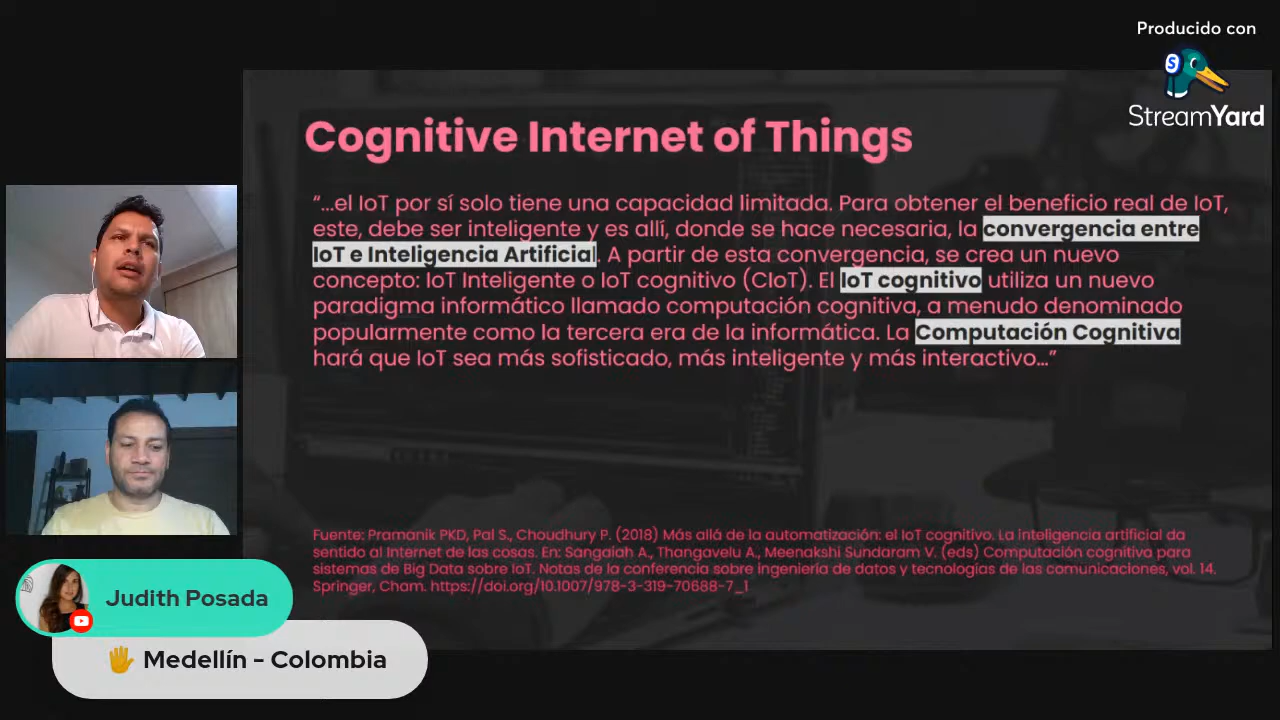 Producido con
StreamYard
Cognitive Internet of Things
“...el IoT por sí solo tiene una capacidad limitada. Para obtener el beneficio real de IoT,
este, debe ser inteligente y es allí, donde se hace necesaria, la convergencia entre
IoT e Inteligencia Artificial. A partir de esta convergencia, se crea un nuevo
concepto: IoT Inteligente o IoT cognitivo (CIoT). El IoT cognitivo utiliza un nuevo
paradigma informático llamado computación cognitiva, a menudo denominado
popularmente como la tercera era de la informática. La Computación Cognitiva
hará que IoT sea más sofisticado, más inteligente y más interactivo...”
Fuente: Pramanik PKD, Pal S., Choudhury P. (2018) Más allá de la automatización: el IoT cognitivo. La inteligencia artificial da
sentido al Internet de las cosas. En: Sangaiah A., Thangavelu A., Meenakshi Sundaram V. (eds) Computación cognitiva para
sistemas de Big Data sobre IoT. Notas de la conferencia sobre ingeniería de datos y tecnologías de las comunicaciones, vol. 14.
Springer, Cham. https://doi.org/10.1007/978-3-319-70688-7_1
Judith Posada
🖐 Medellín - Colombia